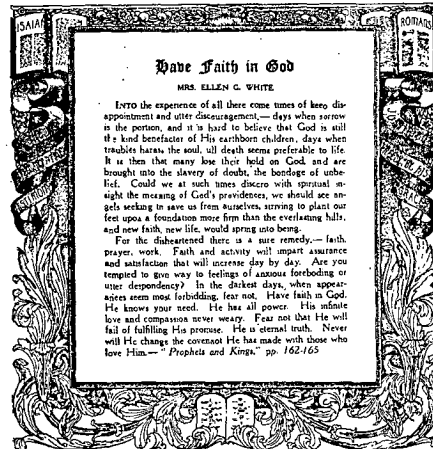 ISAIAH
ROMANS
Have Faith in God
MRS. ELLEN G. WHITE
INTO the experience of all there come times of keen dis-
appointment and utter discouragement,— days when sorrow
is the portion, and it is hard to believe that God is still
the kind benefactor of His earthborn children, days when
troubles harass the soul, till death seems preferable to life.
It is then that many lose their hold on God, and are
brought into the slavery of doubt, the bondage of unbe-
lief. Could we at such times discern with spiritual in-
sight the meaning of God's providences, we should see an-
gels seeking to save us from ourselves, striving to plant our
feet upon a foundation more firm than the everlasting hills,
and new faith, new life, would spring into being.
For the disheartened there is a sure remedy,— faith,
prayer, work. Faith and activity will impart assurance
and satisfaction that will increase day by day. Are you
tempted to give way to feelings of anxious foreboding or
utter despondency? In the darkest days, when appear-
ances seem most forbidding, fear not. Have faith in God.
He knows your need. He has all power. His infinite
love and compassion never weary. Fear not that He will
fail of fulfilling His promise. He is eternal truth. Never
will He change the covenant He has made with those who
love Him.— "Prophets and Kings," pp. 162-165